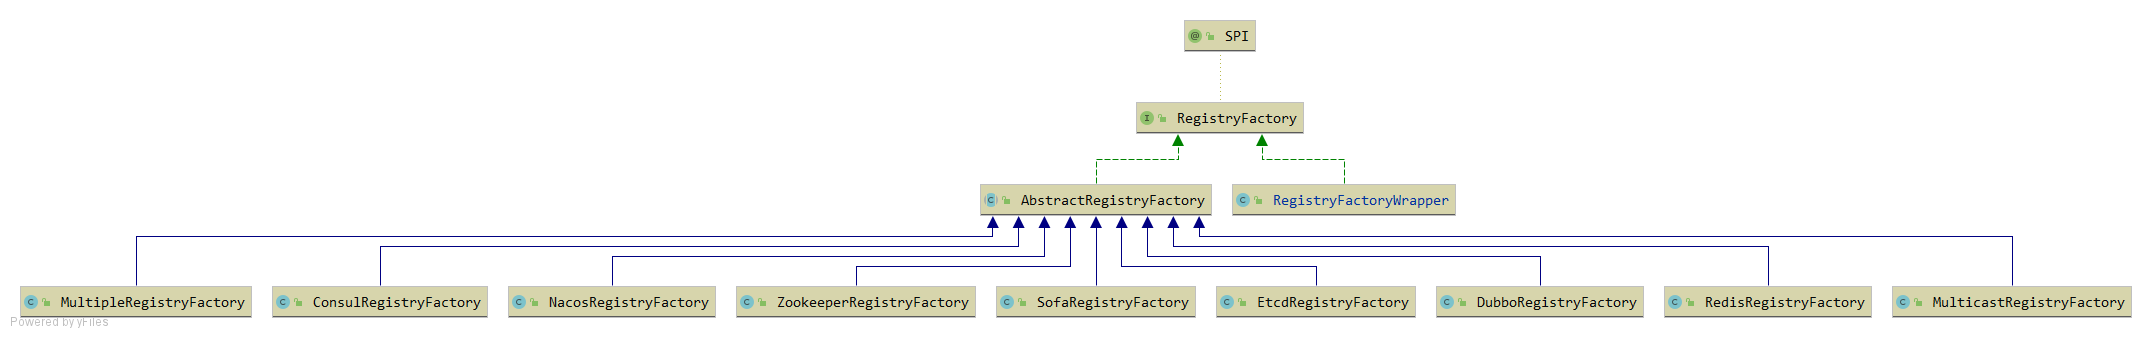 SPI
RegistryFactory
AbstractRegistryFactory
RegistryFactoryWrapper
MultipleRegistryFactory
ConsulRegistryFactory
NacosRegistryFactory
ZookeeperRegistryFactory
SofaRegistryFactory
EtcdRegistryFactory
DubboRegistryFactory
RedisRegistryFactory
MulticastRegistryFactory
Powered by yFiles